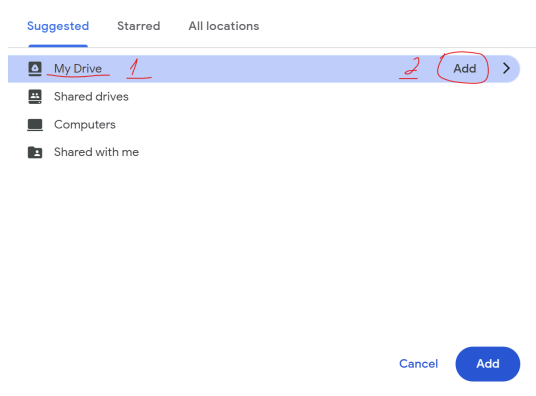 Suggested Starred All locations
My Drive 1 2 Add
Shared drives
Computers
Shared with me
Cancel Add